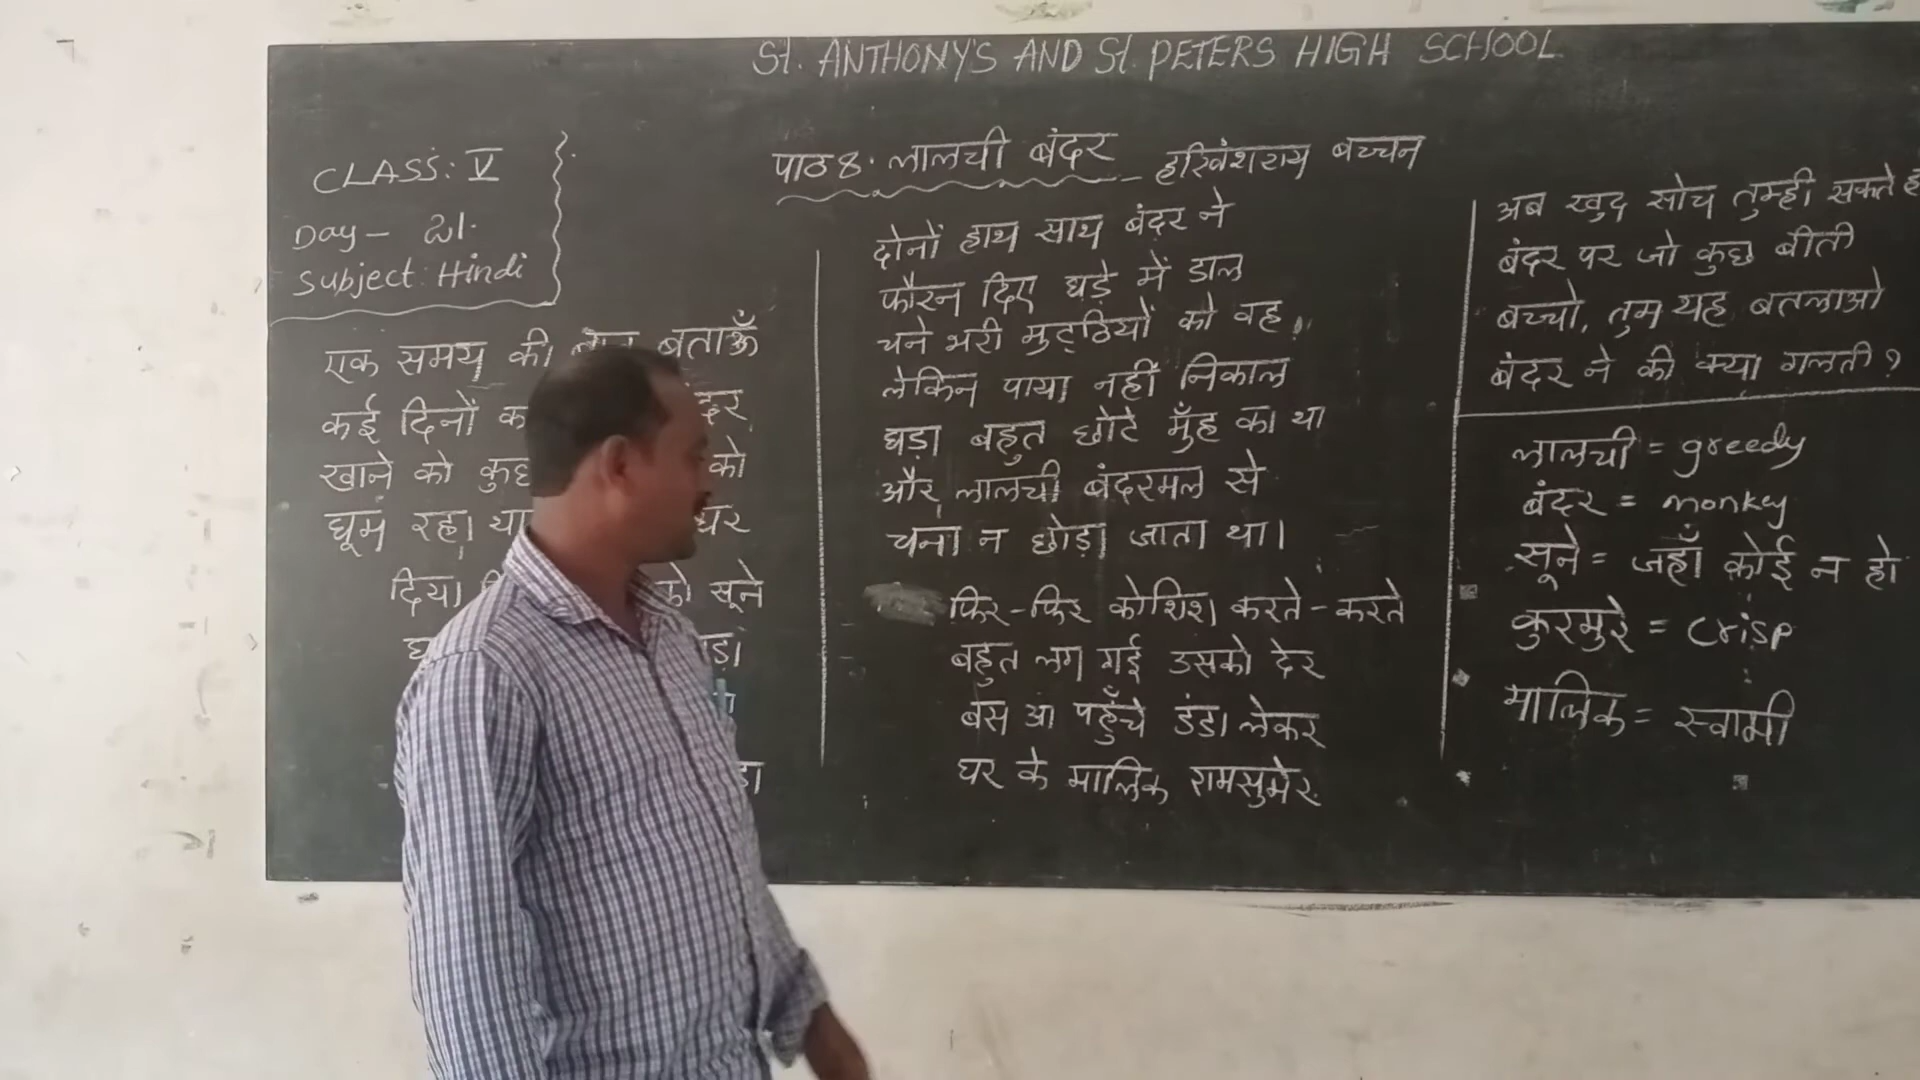 St. ANTHONY'S AND St. PETERS HIGH SCHOOL
CLASS: V
Day - 21.
Subject: Hindi
पाठ 8. लालची बंदर - हरिवंशराय बच्चन
एक समय की बताऊँ
कई दिनों
खाने को कुछ को
घूम रहा था
दिया सूने
दोनों हाथ साथ बंदर ने
फौरन दिए घड़े में डाल
चने भरी मुट्ठियों को वह
लेकिन पाया नहीं निकाल
घड़ा बहुत छोटे मुँह का था
और लालची बंदरमल से
चना न छोड़ा जाता था।
फिर-फिर कोशिश करते-करते
बहुत लग गई उसको देर
बस आ पहुँचे डंडा लेकर
घर के मालिक रामसुमेर
अब खुद सोच तुम्ही सकते
बंदर पर जो कुछ बीती
बच्चो, तुम यह बतलाओ
बंदर ने की क्या गलती?
लालची = greedy
बंदर = monkey
सूने = जहाँ कोई न हो
कुरमुरे = crisp
मालिक = स्वामी